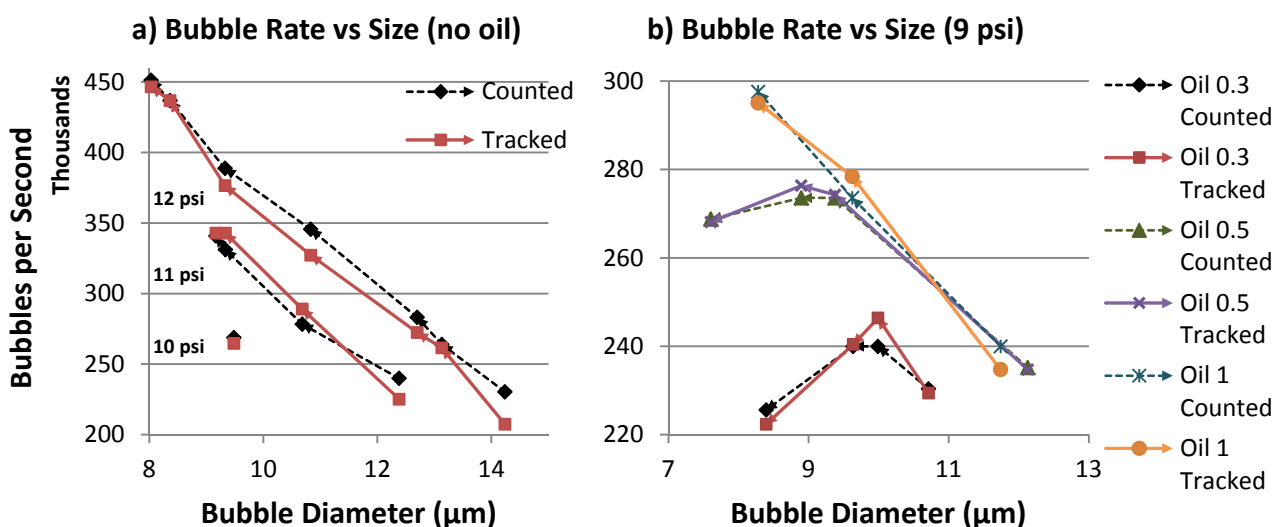 a) Bubble Rate vs Size (no oil)
Bubbles per Second
Thousands
450
400
350
300
250
200
8
10
12
14
Counted
Tracked
12 psi
11 psi
10 psi
Bubble Diameter (µm)
b) Bubble Rate vs Size (9 psi)
300
280
260
240
220
7
9
11
13
Bubble Diameter (µm)
Oil 0.3
Counted
Oil 0.3
Tracked
Oil 0.5
Counted
Oil 0.5
Tracked
Oil 1
Counted
Oil 1
Tracked